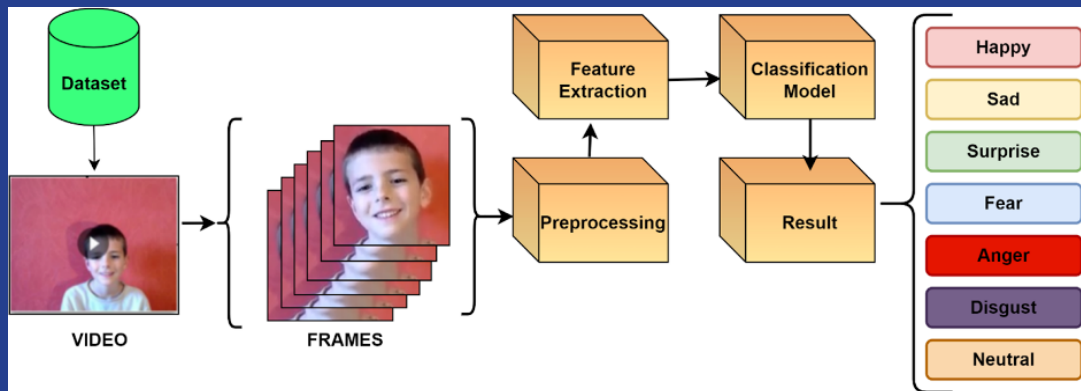 Dataset
VIDEO
FRAMES
Feature
Extraction
Preprocessing
Classification
Model
Result
Happy
Sad
Surprise
Fear
Anger
Disgust
Neutral